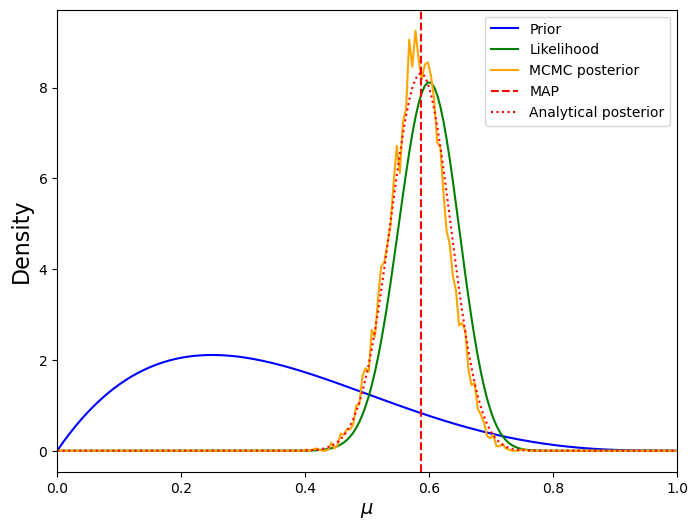 Prior
Likelihood
MCMC posterior
MAP
Analytical posterior
Density
8
6
4
2
0
0.0 0.2 0.4 0.6 0.8 1.0
μ